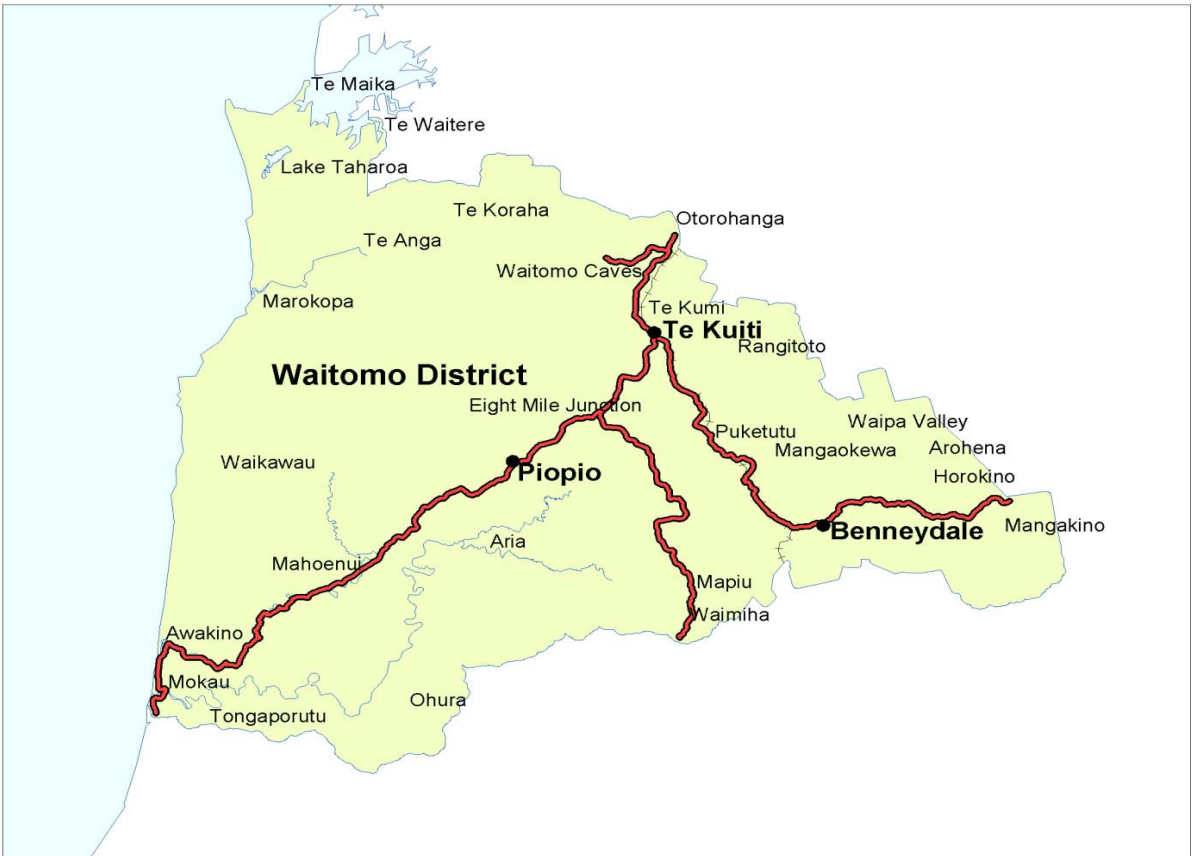 Te Maika
Te Waitere
Lake Taharoa
Te Koraha
Otorohanga
Te Anga
Waitomo Caves
Marokopa
Te Kumi
Te Kuiti
Rangitoto
Waitomo District
Eight Mile Junction
Waipa Valley
Puketutu
Mangaokewa
Arohena
Waikawau
Piopio
Horokino
Mangakino
Benneydale
Aria
Mahoenui
Mapiu
Waimiha
Awakino
Mokau
Ohura
Tongaporutu